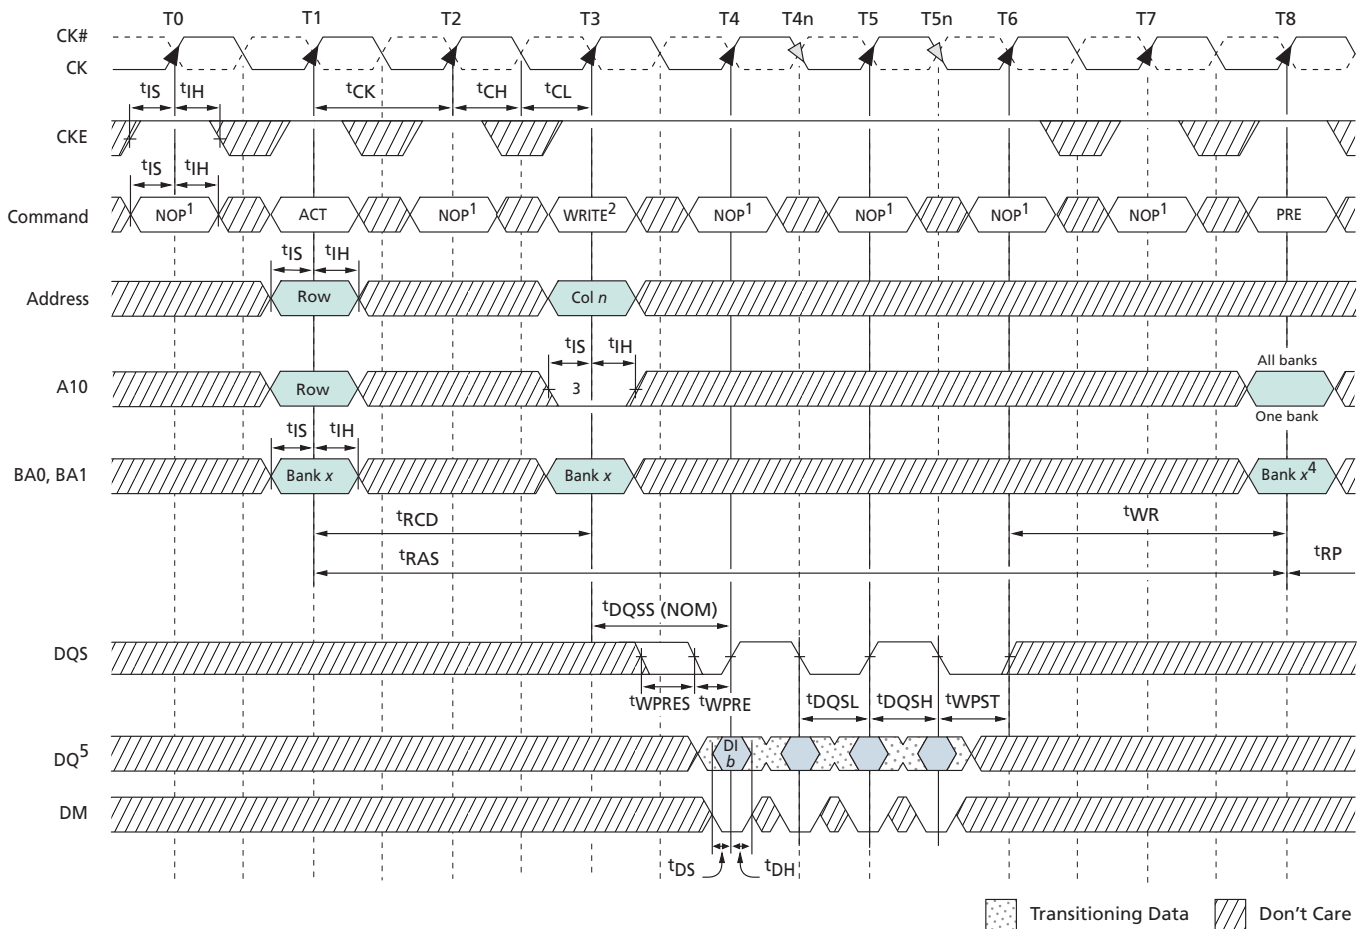 T0 T1 T2 T3 T4 T4n T5 T5n T6 T7 T8
CK#
CK
tIS tIH tCK tCH tCL
CKE
tIS tIH
Command NOP1 ACT NOP1 WRITE2 NOP1 NOP1 NOP1 NOP1 PRE
tIS tIH
Address Row Col n
tIS tIH All banks
A10 Row 3
One bank
tIS tIH
BA0, BA1 Bank x Bank x Bank x4
tRCD tWR
tRAS tRP
tDQSS (NOM)
DQS
tWPRES tWPRE tDQSL tDQSH tWPST
DQ5 DI
b
DM
tDS tDH
Transitioning Data Don't Care